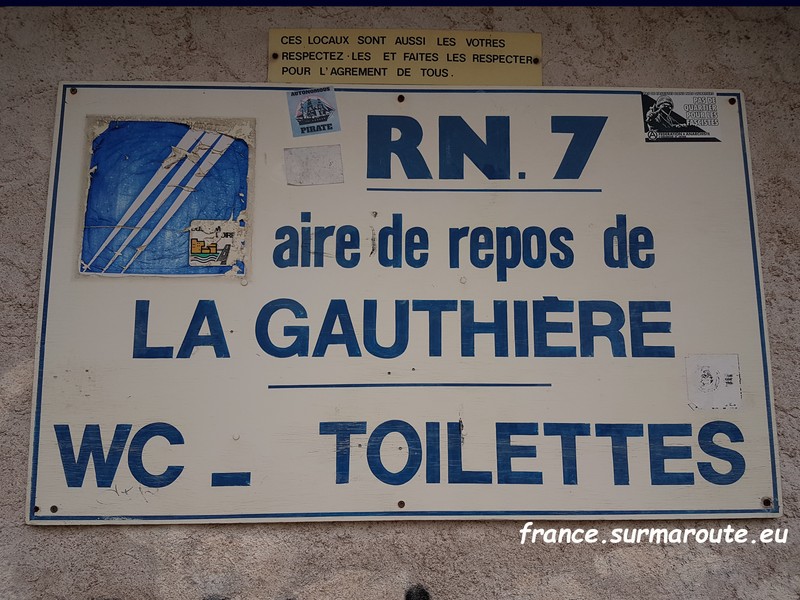 CES LOCAUX SONT AUSSI LES VOTRES
RESPECTEZ-LES ET FAITES LES RESPECTER
POUR L'AGREMENT DE TOUS.
AUTONOMOUS
PIRATE
PAS DE
QUARTIER
POUR LES
FASCISTES
RN.7
aire de repos de
LA GAUTHIÈRE
WC _ TOILETTES
france.surmaroute.eu